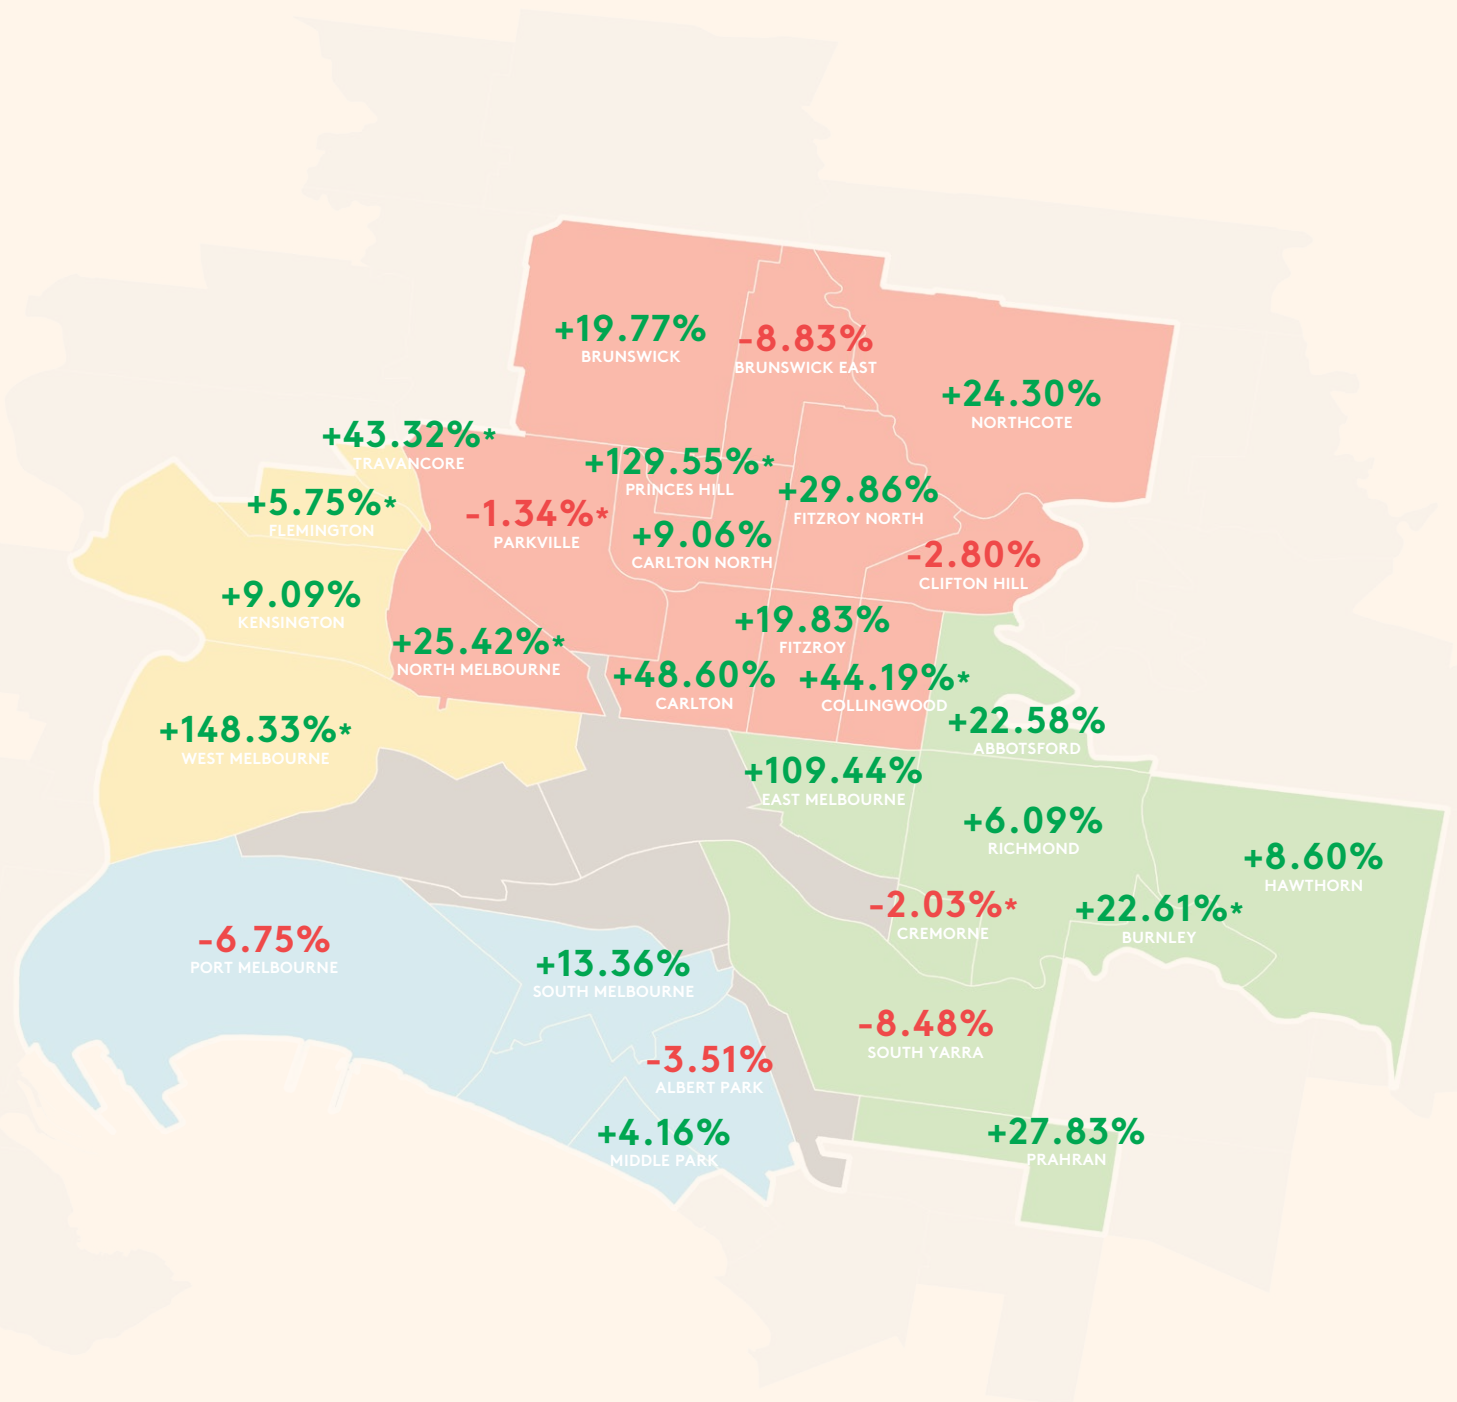 +19.77%
BRUNSWICK
-8.83%
BRUNSWICK EAST
+24.30%
NORTHCOTE
+43.32%*
TRAVANCORE
+129.55%*
PRINCES HILL
+29.86%
FITZROY NORTH
+5.75%*
FLEMINGTON
-1.34%*
PARKVILLE
+9.06%
CARLTON NORTH
-2.80%
CLIFTON HILL
+9.09%
KENSINGTON
+19.83%
FITZROY
+25.42%*
NORTH MELBOURNE
+48.60%
CARLTON
+44.19%*
COLLINGWOOD
+148.33%*
WEST MELBOURNE
+22.58%
ABBOTSFORD
+109.44%
EAST MELBOURNE
+6.09%
RICHMOND
+8.60%
HAWTHORN
-2.03%*
CREMORNE
+22.61%*
BURNLEY
-6.75%
PORT MELBOURNE
+13.36%
SOUTH MELBOURNE
-8.48%
SOUTH YARRA
-3.51%
ALBERT PARK
+4.16%
MIDDLE PARK
+27.83%
PRAHRAN